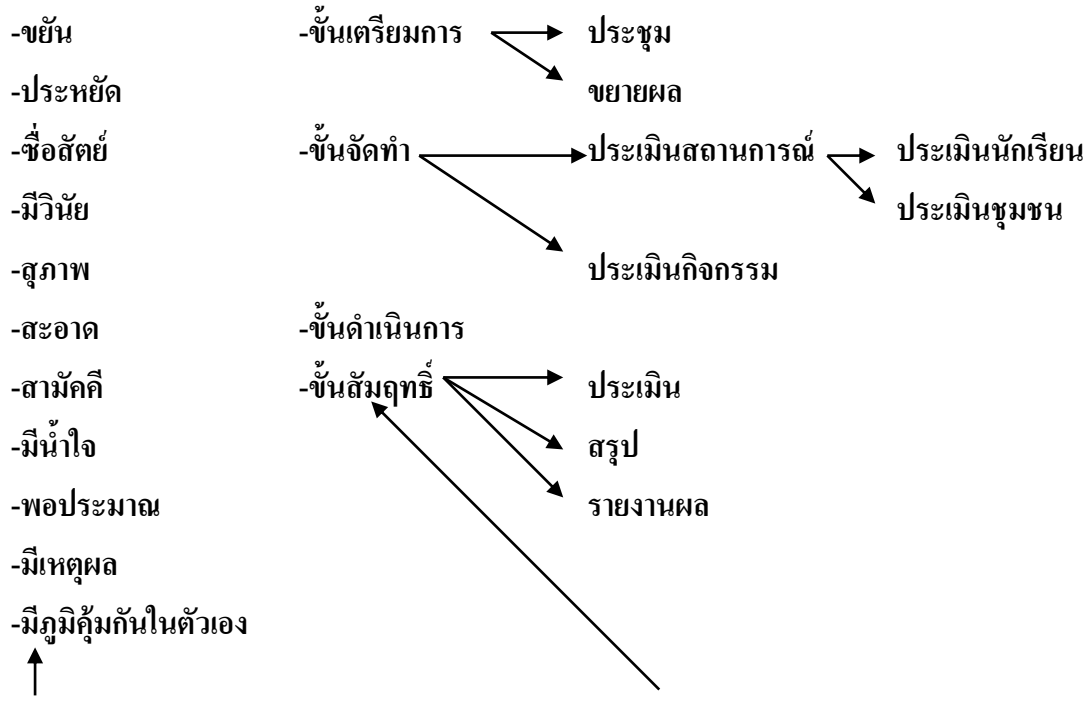 -ขยัน -ขั้นเตรียมการ ประชุม
-ประหยัด ขยายผล
-ซื่อสัตย์ -ขั้นจัดทำ ประเมินสถานการณ์ ประเมินนักเรียน
-มีวินัย ประเมินชุมชน
-สุภาพ ประเมินกิจกรรม
-สะอาด -ขั้นดำเนินการ
-สามัคคี -ขั้นสัมฤทธิ์ ประเมิน
-มีน้ำใจ สรุป
-พอประมาณ รายงานผล
-มีเหตุผล
-มีภูมิคุ้มกันในตัวเอง